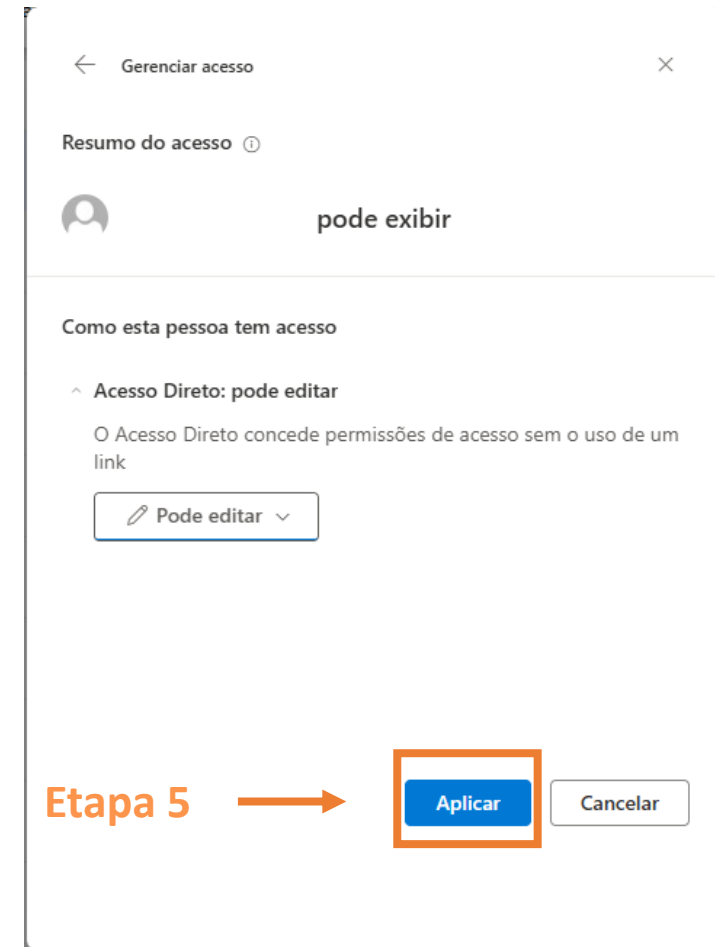 Gerenciar acesso
Resumo do acesso
pode exibir
Como esta pessoa tem acesso
Acesso Direto: pode editar
O Acesso Direto concede permissões de acesso sem o uso de um
link
Pode editar
Etapa 5
Aplicar
Cancelar